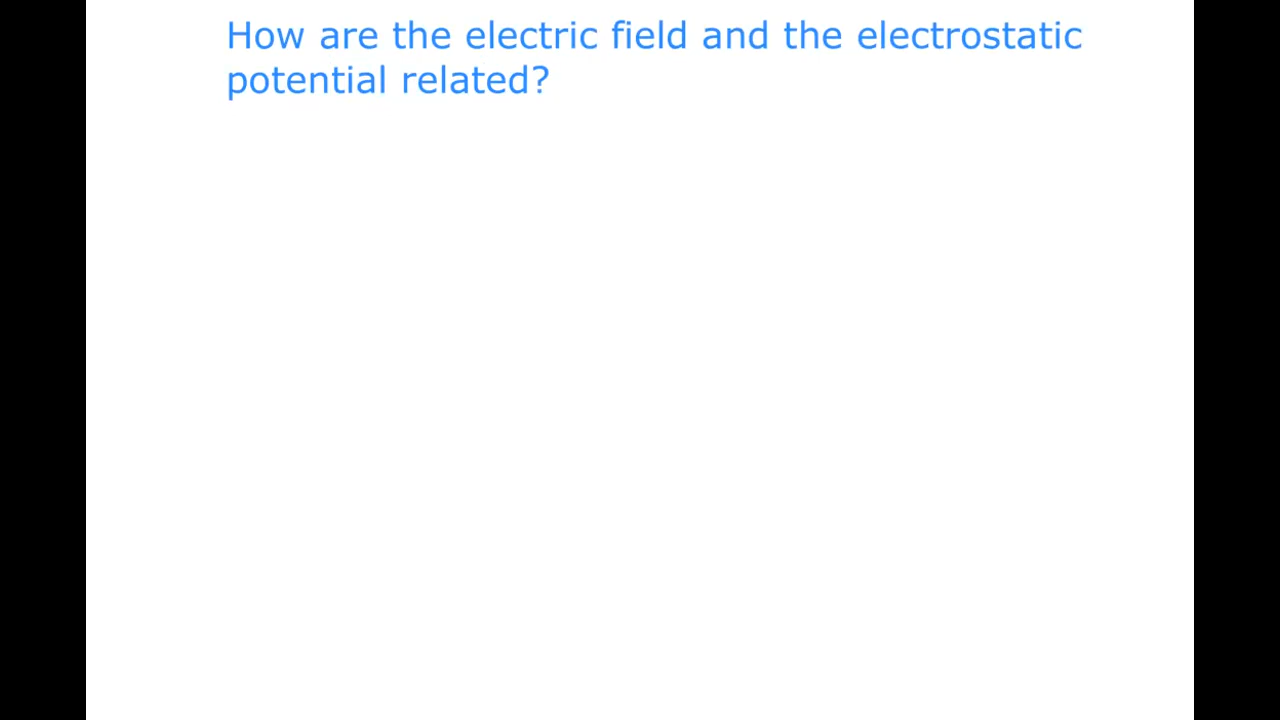 How are the electric field and the electrostatic
potential related?